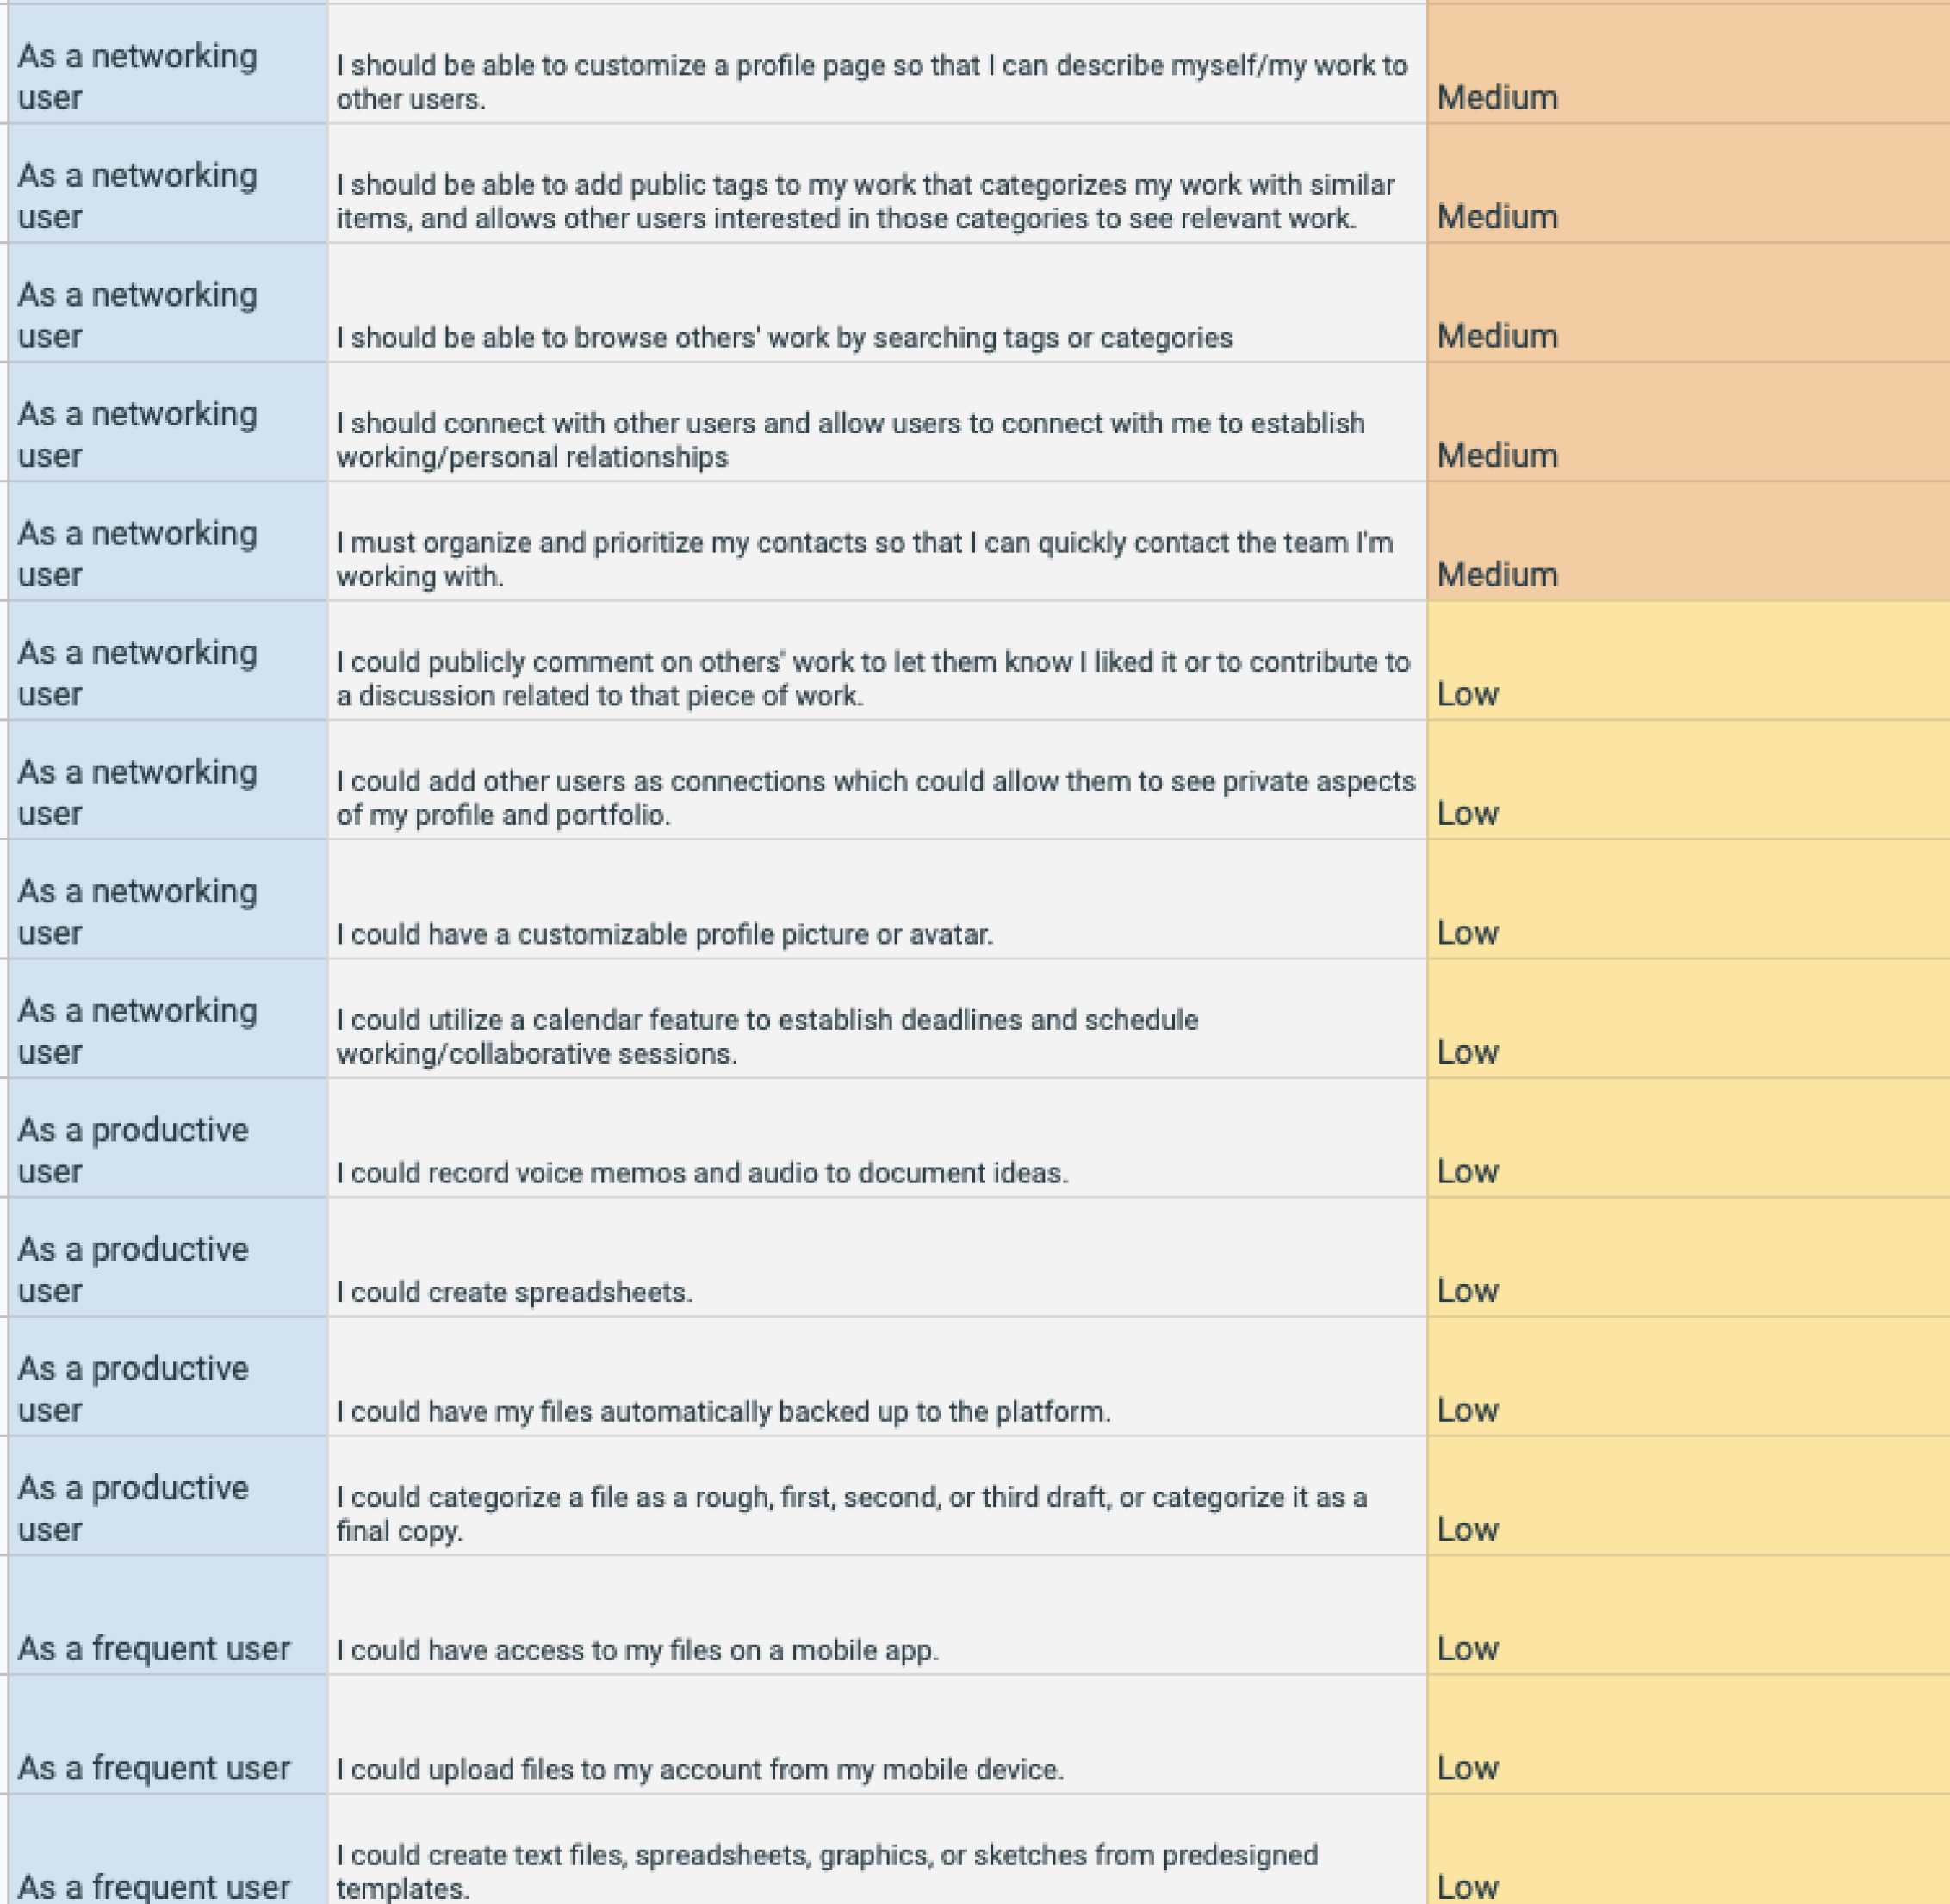 As a networking
user
I should be able to customize a profile page so that I can describe myself/my work to
other users.
Medium
As a networking
user
I should be able to add public tags to my work that categorizes my work with similar
items, and allows other users interested in those categories to see relevant work.
Medium
As a networking
user
I should be able to browse others' work by searching tags or categories
Medium
As a networking
user
I should connect with other users and allow users to connect with me to establish
working/personal relationships
Medium
As a networking
user
I must organize and prioritize my contacts so that I can quickly contact the team I'm
working with.
Medium
As a networking
user
I could publicly comment on others' work to let them know I liked it or to contribute to
a discussion related to that piece of work.
Low
As a networking
user
I could add other users as connections which could allow them to see private aspects
of my profile and portfolio.
Low
As a networking
user
I could have a customizable profile picture or avatar.
Low
As a networking
user
I could utilize a calendar feature to establish deadlines and schedule
working/collaborative sessions.
Low
As a productive
user
I could record voice memos and audio to document ideas.
Low
As a productive
user
I could create spreadsheets.
Low
As a productive
user
I could have my files automatically backed up to the platform.
Low
As a productive
user
I could categorize a file as a rough, first, second, or third draft, or categorize it as a
final copy.
Low
As a frequent user
I could have access to my files on a mobile app.
Low
As a frequent user
I could upload files to my account from my mobile device.
Low
As a frequent user
I could create text files, spreadsheets, graphics, or sketches from predesigned
templates.
Low